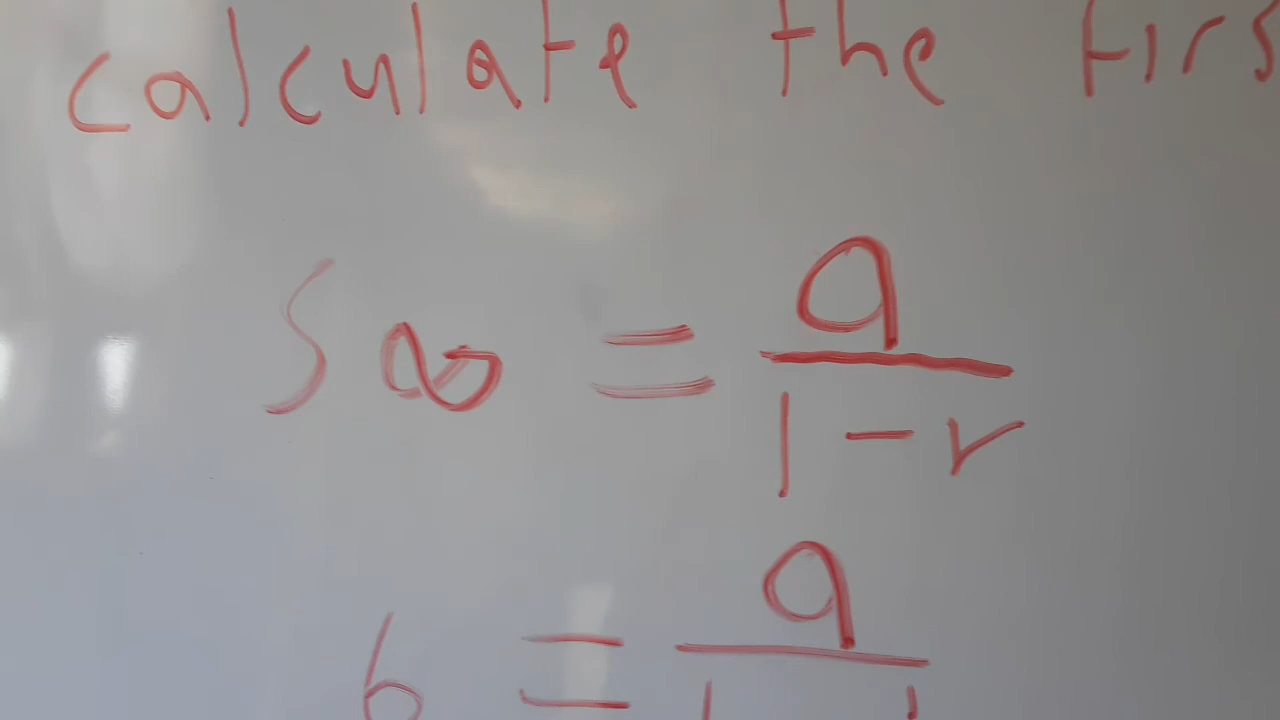 calculate the
S∞ = a
1 - r
6 = a